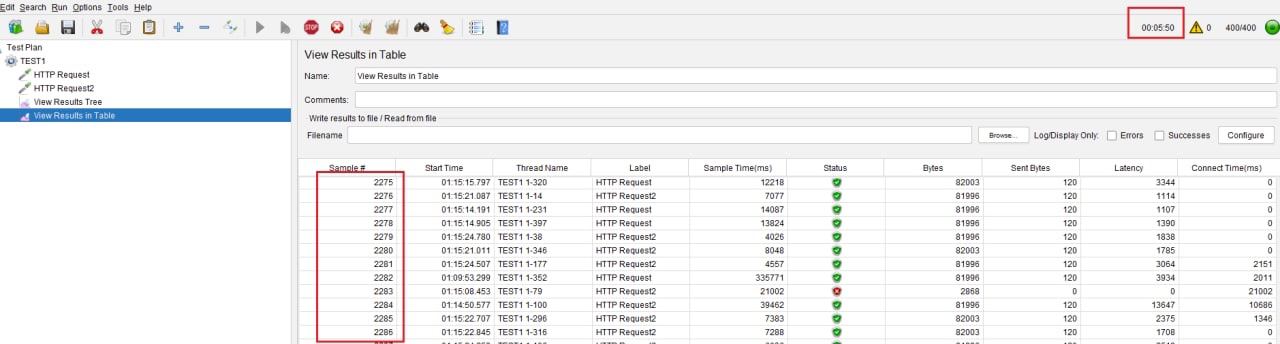 Edit Search Run Options Tools Help
STOP
00:05:50 0 400/400
Test Plan
TEST1
HTTP Request
HTTP Request2
View Results Tree
View Results in Table
View Results in Table
Name: View Results in Table
Comments:
Write results to file / Read from file
Filename Browse... Log/Display Only: Errors Successes Configure
Sample # Start Time Thread Name Label Sample Time(ms) Status Bytes Sent Bytes Latency Connect Time(ms)
2275 01:15:15.797 TEST1 1-320 HTTP Request 12218 82003 120 3344 0
2276 01:15:21.087 TEST1 1-14 HTTP Request2 7077 81996 120 1114 0
2277 01:15:14.191 TEST1 1-231 HTTP Request 14087 81996 120 1107 0
2278 01:15:14.905 TEST1 1-397 HTTP Request 13824 81996 120 1390 0
2279 01:15:24.780 TEST1 1-38 HTTP Request2 4026 81996 120 1838 0
2280 01:15:21.011 TEST1 1-346 HTTP Request2 8048 81996 120 1785 0
2281 01:15:24.507 TEST1 1-177 HTTP Request2 4557 82003 120 3064 2151
2282 01:09:53.299 TEST1 1-352 HTTP Request 335771 81996 120 3934 2011
2283 01:15:08.453 TEST1 1-79 HTTP Request2 21002 2868 0 0 21002
2284 01:14:50.577 TEST1 1-100 HTTP Request2 39462 81996 120 13647 10686
2285 01:15:22.707 TEST1 1-296 HTTP Request2 7383 82003 120 2375 1346
2286 01:15:22.845 TEST1 1-316 HTTP Request2 7288 82003 120 1708 0